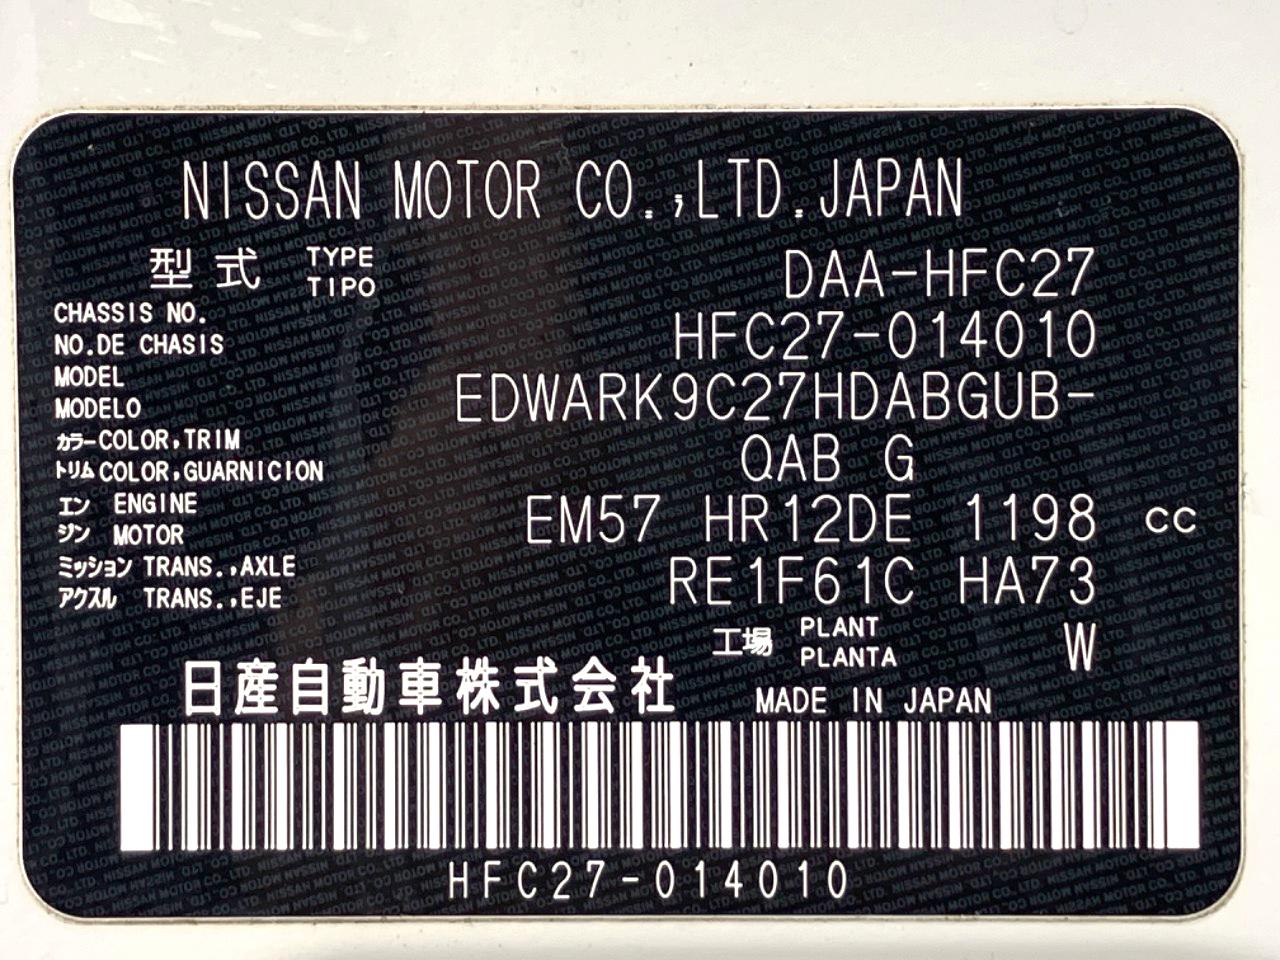 NISSAN MOTOR CO.,LTD.JAPAN
型式 TYPE TIPO DAA-HFC27
CHASSIS NO.
NO.DE CHASIS HFC27-014010
MODEL
MODELO EDWARK9C27HDABGUB-
カラー COLOR,TRIM
トリム COLOR,GUARNICION QAB G
エン ENGINE
ジン MOTOR EM57 HR12DE 1198 CC
ミッション TRANS.,AXLE
アクスル TRANS.,EJE RE1F61C HA73
工場 PLANT PLANTA W
日産自動車株式会社 MADE IN JAPAN
HFC27-014010